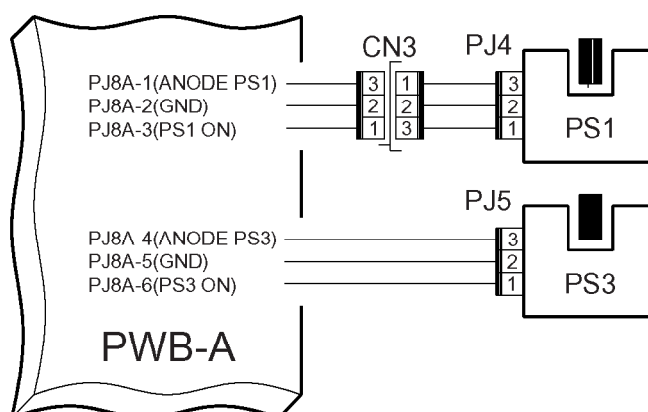 CN3 PJ4
PJ8A-1(ANODE PS1) 3 1 3
PJ8A-2(GND) 2 2 2
PJ8A-3(PS1 ON) 1 3 1
PS1
PJ5
PJ8A-4(ANODE PS3) 3
PJ8A-5(GND) 2
PJ8A-6(PS3 ON) 1
PS3
PWB-A